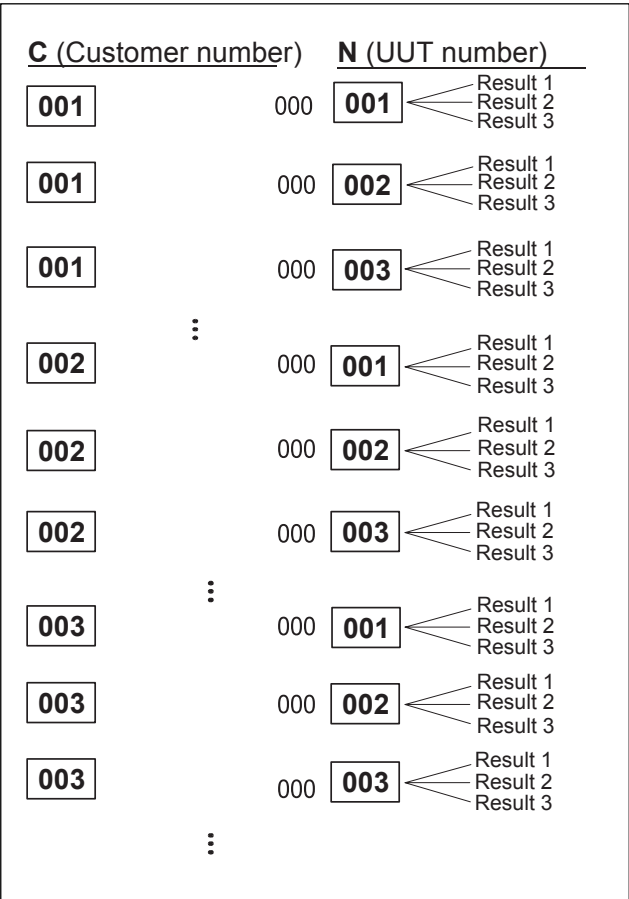 C (Customer number) N (UUT number)
Result 1
001 000 001 Result 2
Result 3
Result 1
001 000 002 Result 2
Result 3
Result 1
001 000 003 Result 2
Result 3
Result 1
002 000 001 Result 2
Result 3
Result 1
002 000 002 Result 2
Result 3
Result 1
002 000 003 Result 2
Result 3
Result 1
003 000 001 Result 2
Result 3
Result 1
003 000 002 Result 2
Result 3
Result 1
003 000 003 Result 2
Result 3